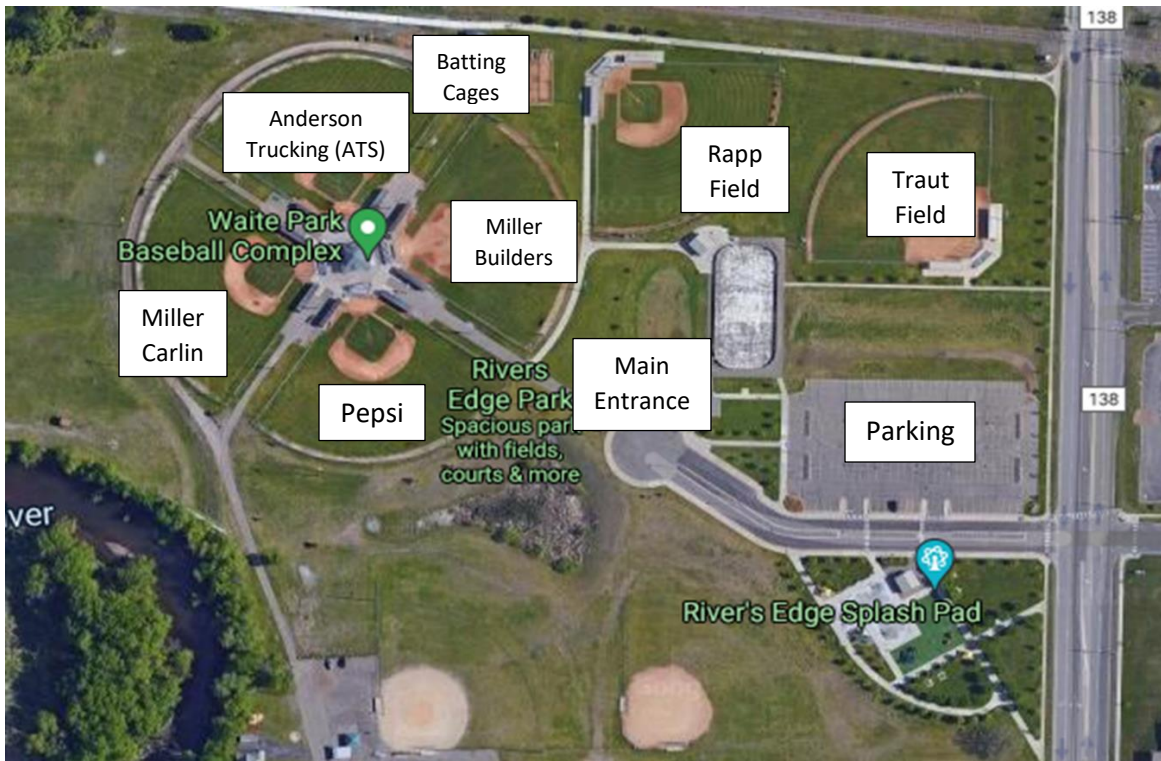 138
Batting
Cages
Anderson
Trucking (ATS)
Rapp
Field
Traut
Field
Waite Park
Baseball Complex
Miller
Builders
Miller
Carlin
Rivers
Edge Park
Spacious park
with fields,
courts & more
Main
Entrance
Pepsi
Parking
138
ver
River's Edge Splash Pad